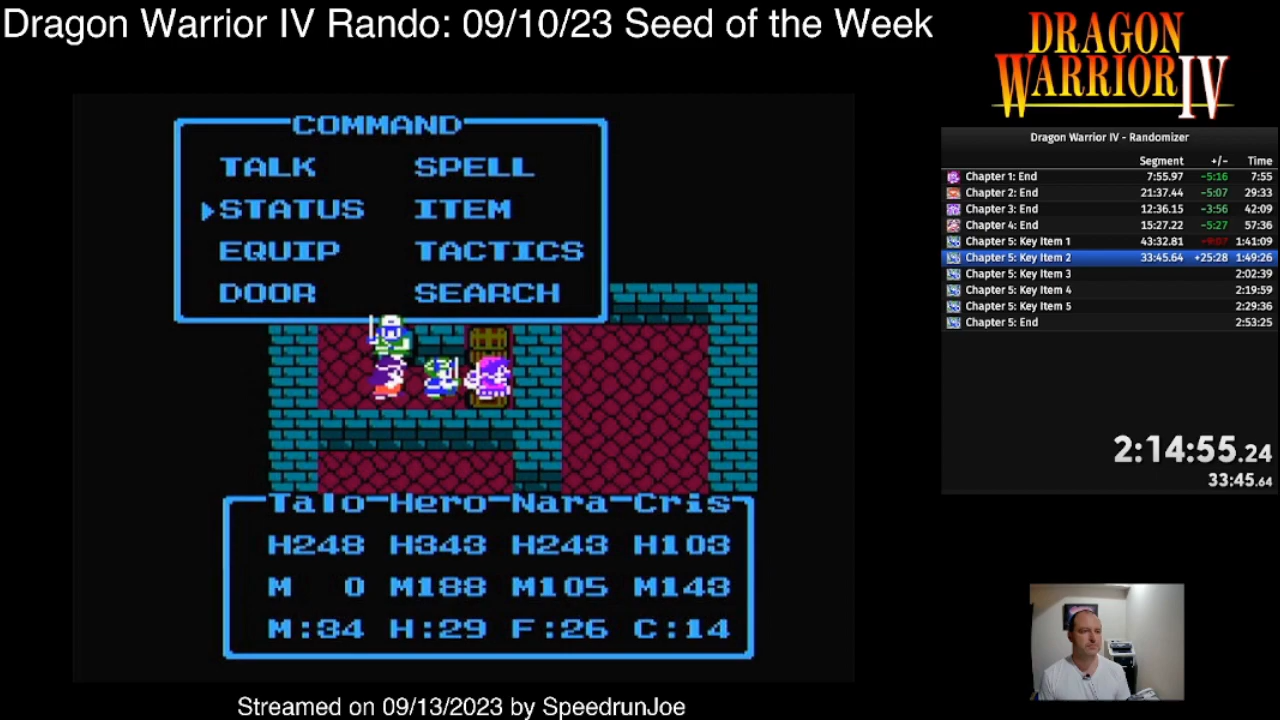 Dragon Warrior IV Rando: 09/10/23 Seed of the Week
DRAGON
WARRIOR IV
COMMAND
TALK SPELL
STATUS ITEM
EQUIP TACTICS
DOOR SEARCH
Talo Hero Nara Cris
H248 H343 H243 H103
M 0 M188 M105 M143
M:34 H:29 F:26 C:14
Dragon Warrior IV - Randomizer
Segment +/- Time
Chapter 1: End 7:55.97 -5:16 7:55
Chapter 2: End 21:37.44 -5:07 29:33
Chapter 3: End 12:36.15 -3:56 42:09
Chapter 4: End 15:27.22 -5:27 57:36
Chapter 5: Key Item 1 43:32.81 1:41:09
Chapter 5: Key Item 2 33:45.64 +25:28 1:49:26
Chapter 5: Key Item 3 2:02:39
Chapter 5: Key Item 4 2:19:59
Chapter 5: Key Item 5 2:29:36
Chapter 5: End 2:53:25
2:14:55.24
33:45.64
Streamed on 09/13/2023 by SpeedrunJoe